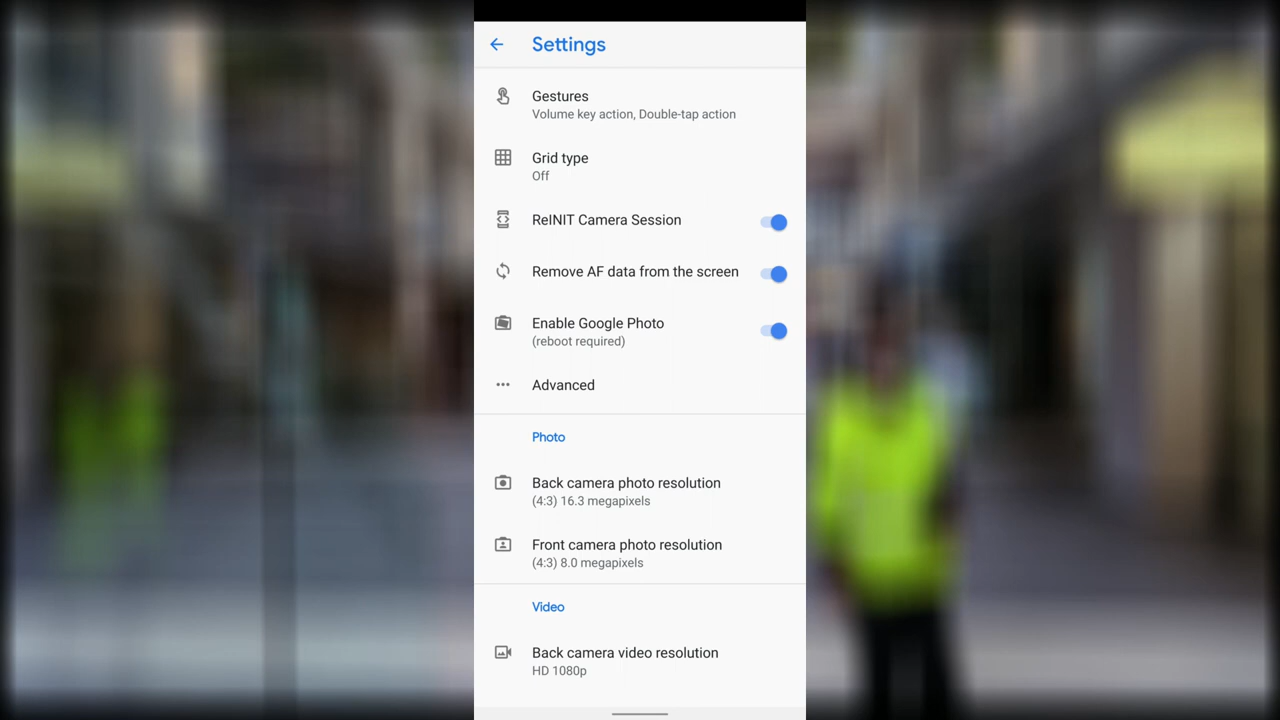 Settings
Gestures
Volume key action, Double-tap action
Grid type
Off
ReINIT Camera Session
Remove AF data from the screen
Enable Google Photo
(reboot required)
Advanced
Photo
Back camera photo resolution
(4:3) 16.3 megapixels
Front camera photo resolution
(4:3) 8.0 megapixels
Video
Back camera video resolution
HD 1080p